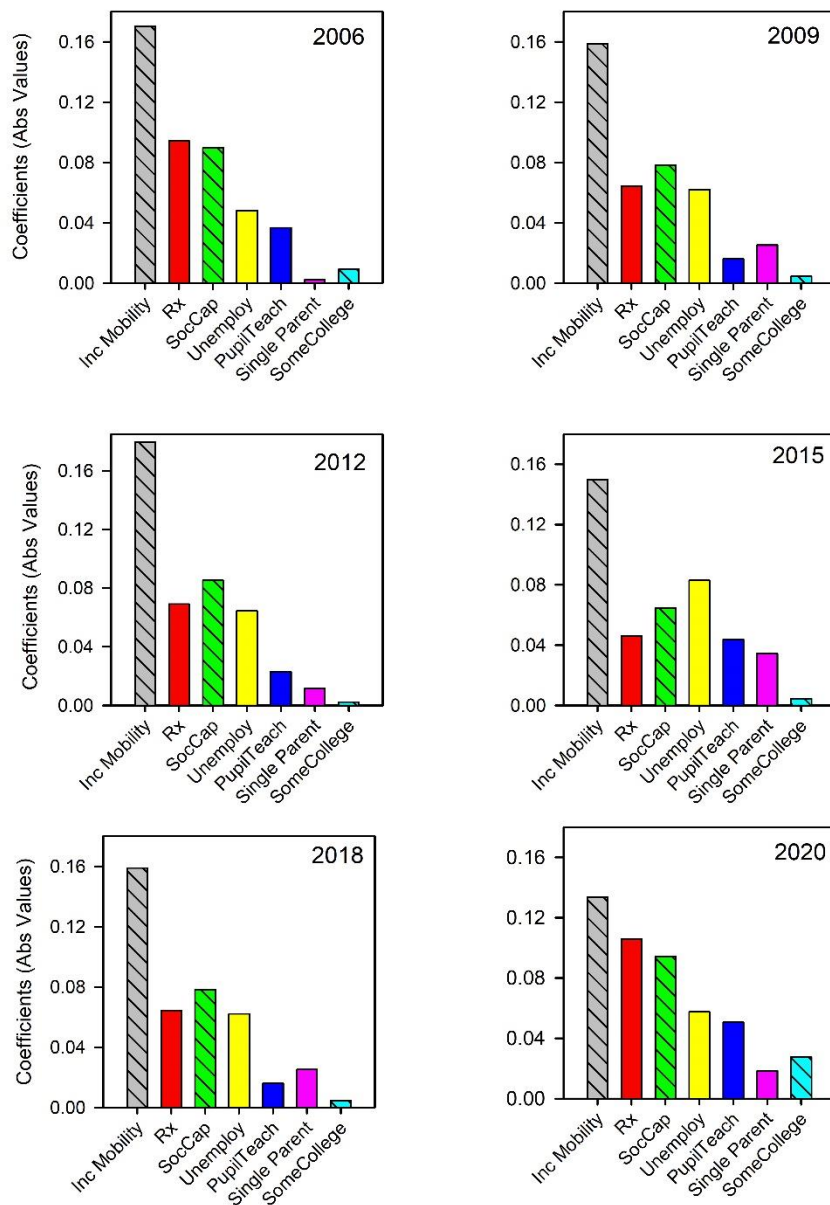 2006
Coefficients (Abs Values)
0.16
0.12
0.08
0.04
0.00
Inc Mobility
Rx
SocCap
Unemploy
PupilTeach
Single Parent
SomeCollege
2009
0.16
0.12
0.08
0.04
0.00
Inc Mobility
Rx
SocCap
Unemploy
PupilTeach
Single Parent
SomeCollege
2012
Coefficients (Abs Values)
0.16
0.12
0.08
0.04
0.00
Inc Mobility
Rx
SocCap
Unemploy
PupilTeach
Single Parent
SomeCollege
2015
0.16
0.12
0.08
0.04
0.00
Inc Mobility
Rx
SocCap
Unemploy
PupilTeach
Single Parent
SomeCollege
2018
Coefficients (Abs Values)
0.16
0.12
0.08
0.04
0.00
Inc Mobility
Rx
SocCap
Unemploy
PupilTeach
Single Parent
SomeCollege
2020
0.16
0.12
0.08
0.04
0.00
Inc Mobility
Rx
SocCap
Unemploy
PupilTeach
Single Parent
SomeCollege